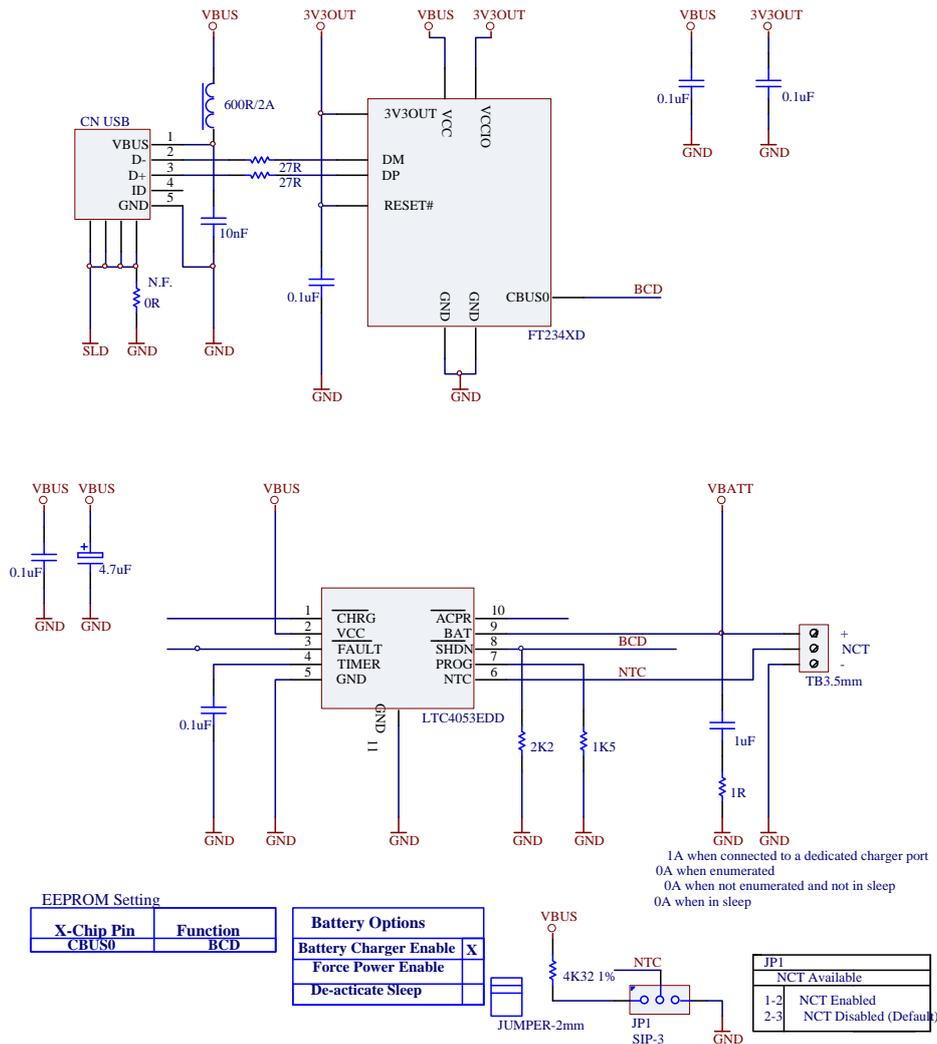 VBUS
3V3OUT
VBUS
3V3OUT
VBUS
3V3OUT
600R/2A
0.1uF
0.1uF
GND
GND
CN USB
VBUS
D-
D+
ID
GND
1
2
3
4
5
27R
27R
10nF
N.F.
0R
SLD
GND
GND
0.1uF
GND
3V3OUT
VCC
VCCIO
DM
DP
RESET#
CBUS0
GND
GND
BCD
FT234XD
GND
VBUS
VBUS
0.1uF
4.7uF
GND
GND
VBUS
VBATT
1
2
3
4
5
CHRG
VCC
FAULT
TIMER
GND
ACPR
BAT
SHDN
PROG
NTC
10
9
8
7
6
GND
11
LTC4053EDD
BCD
NTC
+
NCT
-
TB3.5mm
0.1uF
2K2
1K5
1uF
1R
GND
GND
GND
GND
GND
GND
GND
1A when connected to a dedicated charger port
0A when enumerated
0A when not enumerated and not in sleep
0A when in sleep
EEPROM Setting
X-Chip Pin Function
CBUS0 BCD
Battery Options
Battery Charger Enable X
Force Power Enable
De-acticate Sleep
JUMPER-2mm
VBUS
4K32 1%
NTC
JP1
SIP-3
GND
JP1
NCT Available
1-2 NCT Enabled
2-3 NCT Disabled (Default)